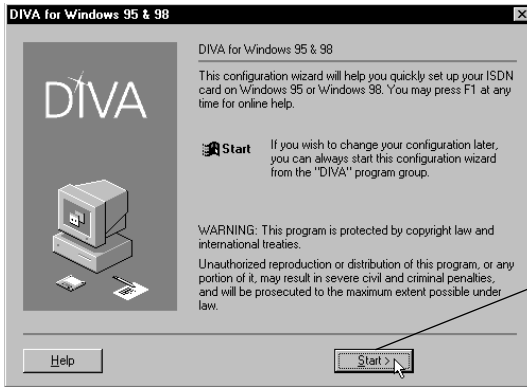 DIVA for Windows 95 & 98
DIVA
DIVA for Windows 95 & 98
This configuration wizard will help you quickly set up your ISDN
card on Windows 95 or Windows 98. You may press F1 at any
time for online help.
Start
If you wish to change your configuration later,
you can always start this configuration wizard
from the "DIVA" program group.
WARNING: This program is protected by copyright law and
international treaties.
Unauthorized reproduction or distribution of this program, or any
portion of it, may result in severe civil and criminal penalties,
and will be prosecuted to the maximum extent possible under
law.
Help
Start >